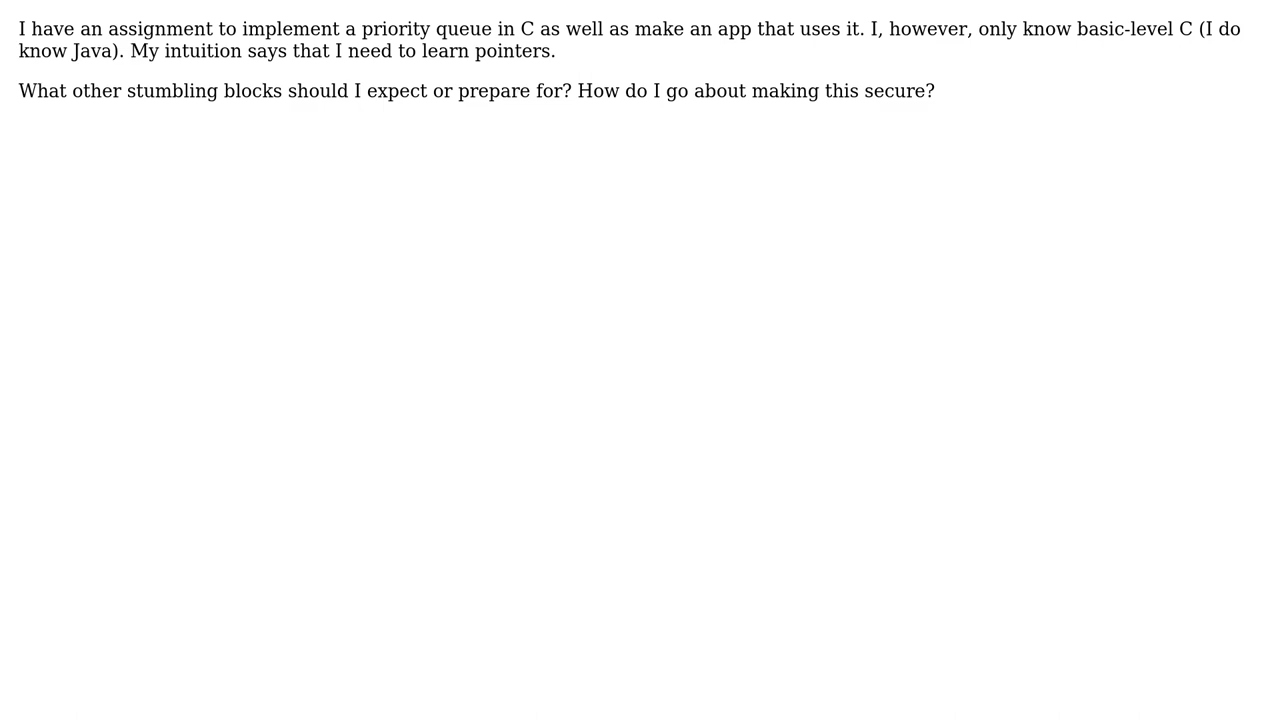 I have an assignment to implement a priority queue in C as well as make an app that uses it. I, however, only know basic-level C (I do
know Java). My intuition says that I need to learn pointers.
What other stumbling blocks should I expect or prepare for? How do I go about making this secure?